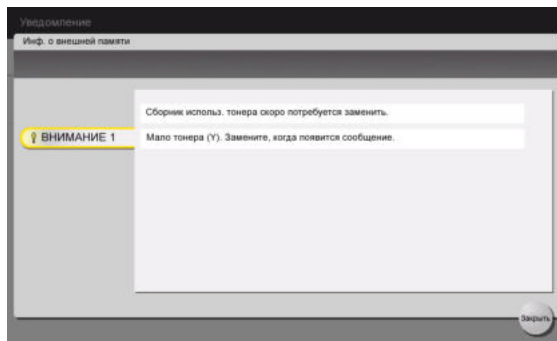 Уведомление
Инф. о внешней памяти
Сборник использ. тонера скоро потребуется заменить.
ВНИМАНИЕ 1
Мало тонера (Y). Замените, когда появится сообщение.
Закрыть